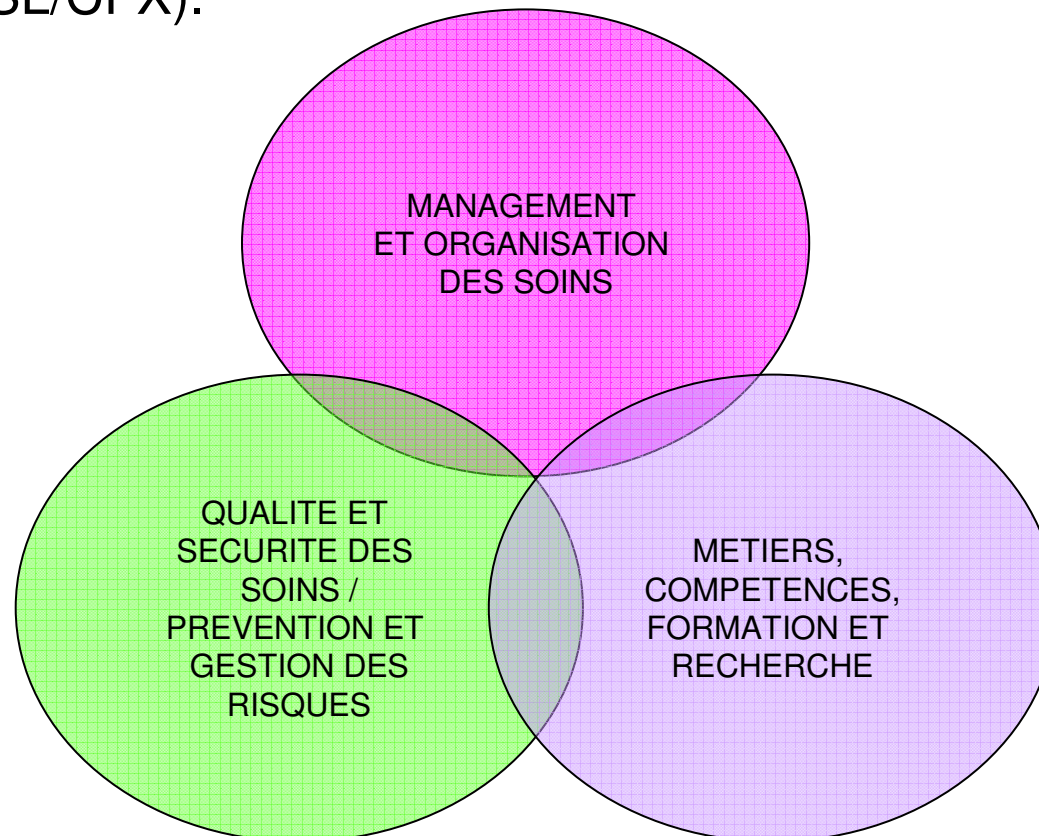 MANAGEMENT
ET ORGANISATION
DES SOINS
QUALITE ET
SECURITE DES
SOINS /
PREVENTION ET
GESTION DES
RISQUES
METIERS,
COMPETENCES,
FORMATION ET
RECHERCHE